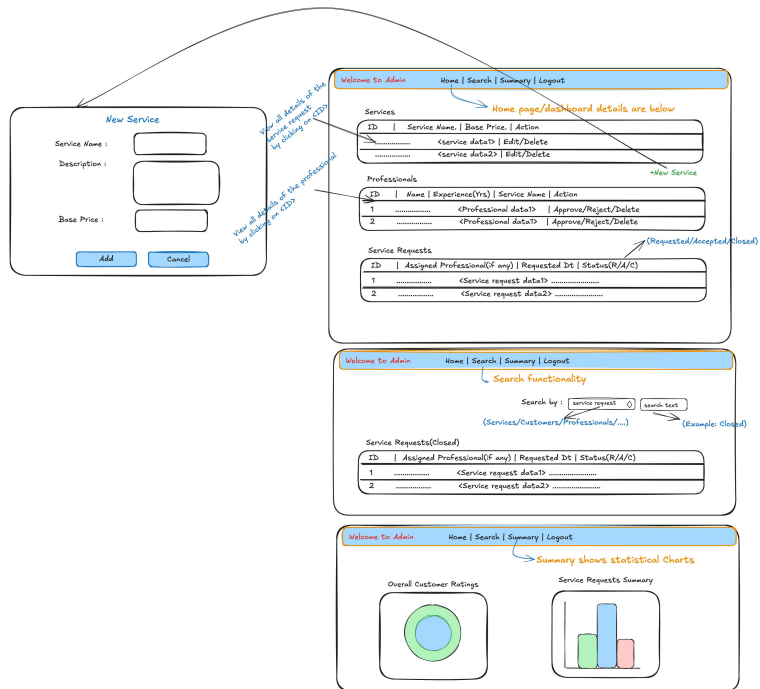 Welcome to Admin Home | Search | Summary | Logout
Home page/dashboard details are below
View all details of the
service request
by clicking on <ID>
Services
ID | Service Name. | Base Price. | Action
................ <service data1> | Edit/Delete
................ <service data2> | Edit/Delete
+New Service
New Service
Service Name :
Description :
Base Price :
Add
Cancel
View all details of the professional
by clicking on <ID>
Professionals
ID | Name | Experience(Yrs) | Service Name | Action
1 ................ <Professional data1> | Approve/Reject/Delete
2 ................ <Professional data1> | Approve/Reject/Delete
(Requested/Accepted/Closed)
Service Requests
ID | Assigned Professional(if any) | Requested Dt | Status(R/A/C)
1 ................ <Service request data1> ......................
2 ................ <Service request data2> ......................
Welcome to Admin Home | Search | Summary | Logout
Search functionality
Search by : service request search text
(Services/Customers/Professionals/....)
(Example: Closed)
Service Requests(Closed)
ID | Assigned Professional(if any) | Requested Dt | Status(R/A/C)
1 ................ <Service request data1> ......................
2 ................ <Service request data2> ......................
Welcome to Admin Home | Search | Summary | Logout
Summary shows statistical Charts
Overall Customer Ratings
Service Requests Summary